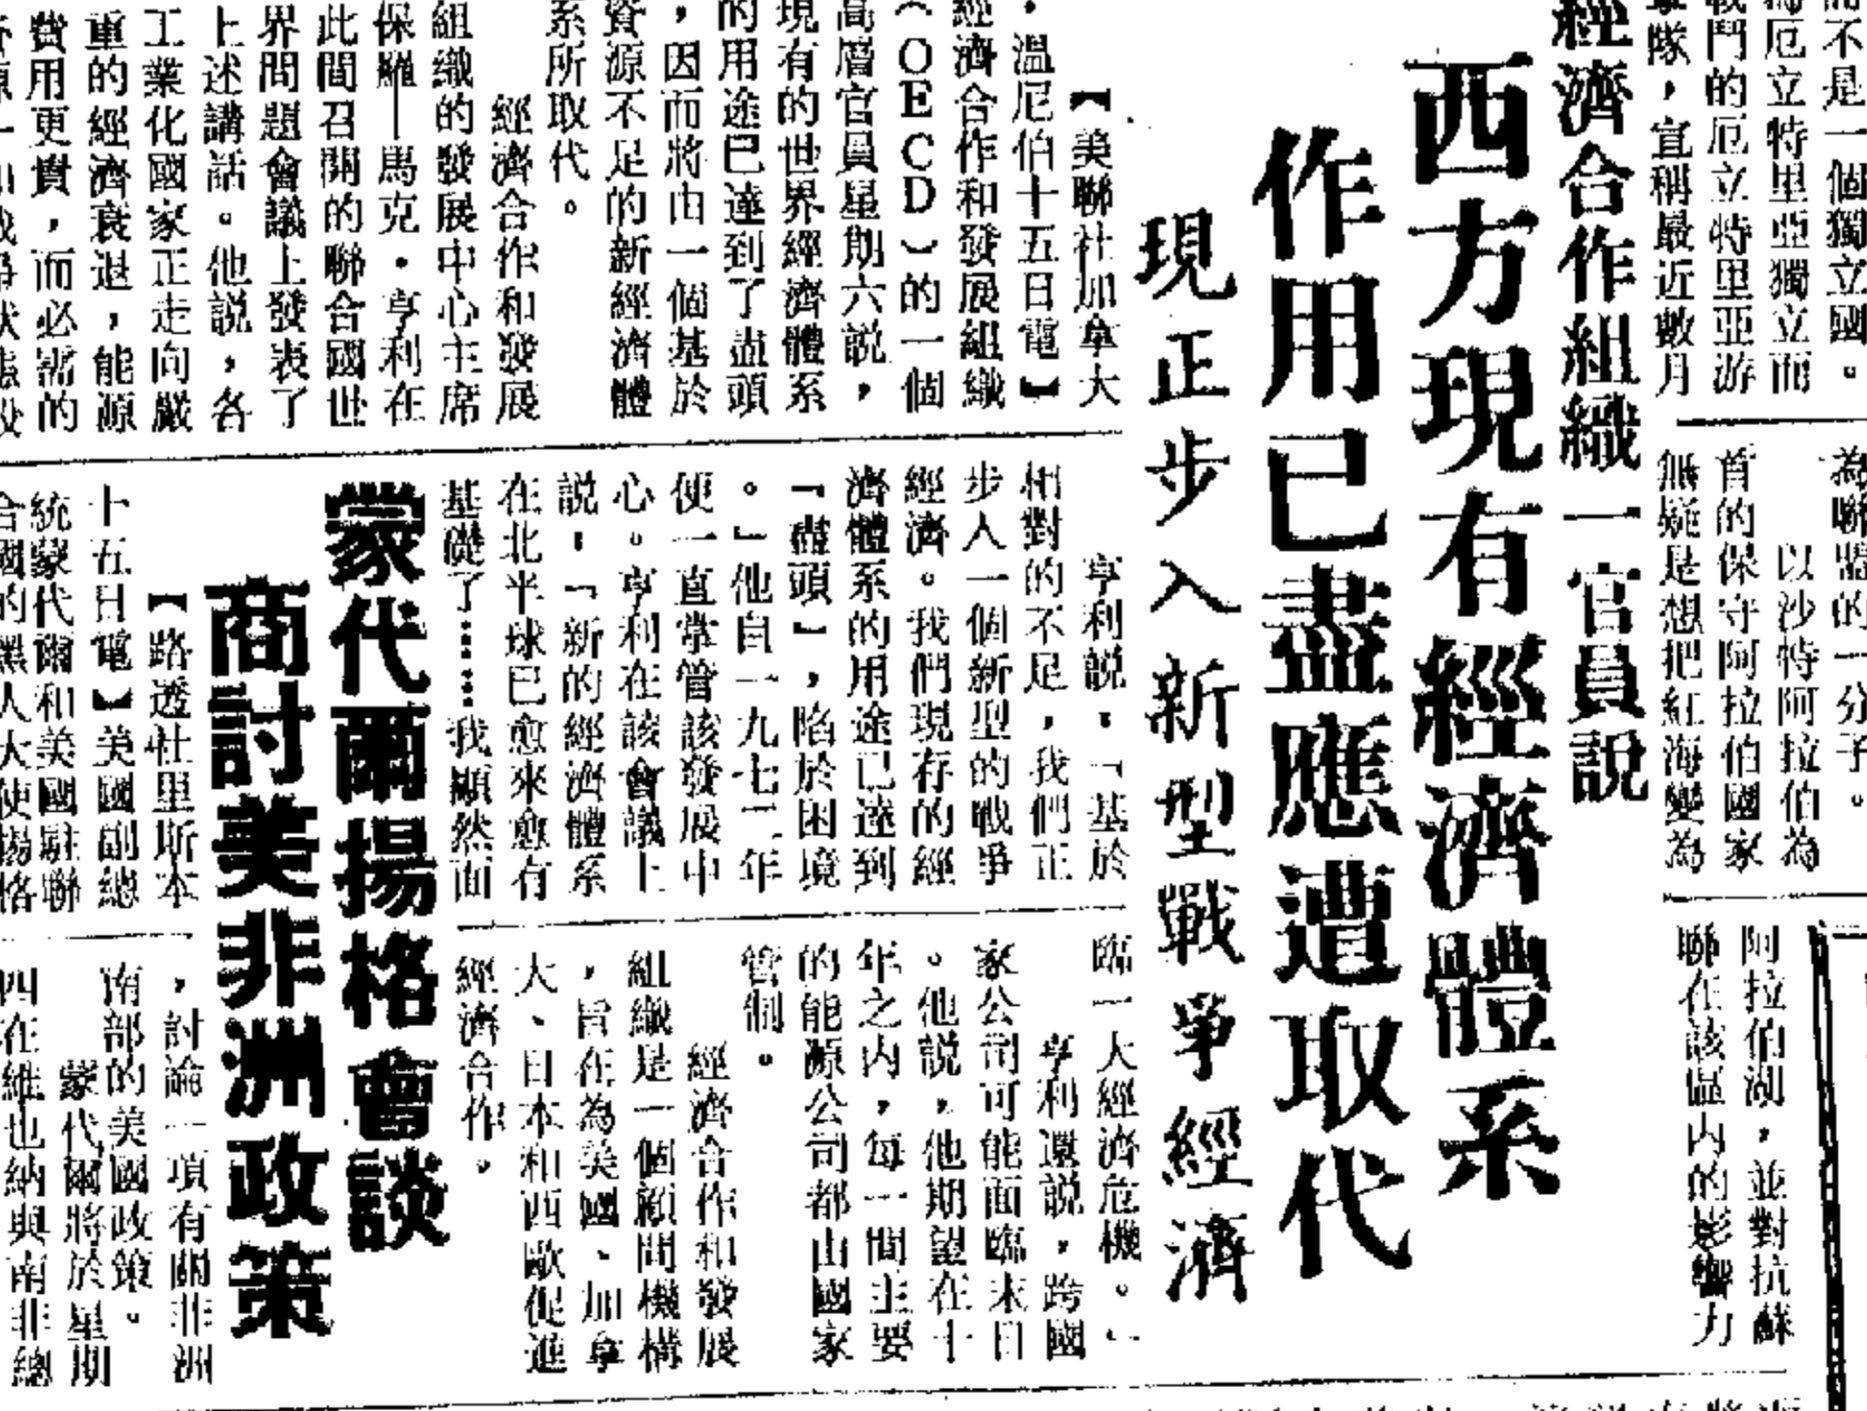 而不是一個獨立國。
為厄立特里亞獨立而
戰鬥的厄立特里亞游
擊隊，宣稱最近數月
為聯盟的一分子。
以沙特阿拉伯為
首的保守阿拉伯國家
無疑是想把紅海變為
阿拉伯湖，並對抗蘇
聯在該區內的影響力
經濟合作組織一官員說
西方現有經濟體系
作用已盡應遭取代
現正步入新型戰爭經濟
【美聯社加拿大
，溫尼伯十五日電】
經濟合作和發展組織
（OECD）的一個
高層官員星期六說，
現有的世界經濟體系
的用途已達到了盡頭
，因而將由一個基於
資源不足的新經濟體
系所取代。
經濟合作和發展
組織的發展中心主席
保羅—馬克·亨利在
此間召開的聯合國世
界問題會議上發表了
上述講話。他說，各
工業化國家正走向嚴
重的經濟衰退，能源
費用更貴，而必需的
亨利說，「基於
相對的不足，我們正
步人一個新型的戰爭
經濟。我們現存的經
濟體系的用途已達到
「盡頭」，陷於困境
。」他自一九七二年
便一直掌管該發展中
心。亨利在該會議上
說，「新的經濟體系
在北半球已愈來愈有
基礎了……我顯然面
臨一大經濟危機。」
亨利還說，跨國
家公司可能面臨末日
。他說，他期望在十
年之內，每一間主要
的能源公司都由國家
管制。
經濟合作和發展
組織是一個顧問機構
，旨在為美國、加拿
大、日本和西歐促進
經濟合作。
蒙代爾揚格會談
商討美非洲政策
【路透社里斯本
十五日電】美國副總
統蒙代爾和美國駐聯
合國的黑人大使揚格
，討論一項有關非洲
南部的美國政策。
蒙代爾將於星期
四在維也納與南非總